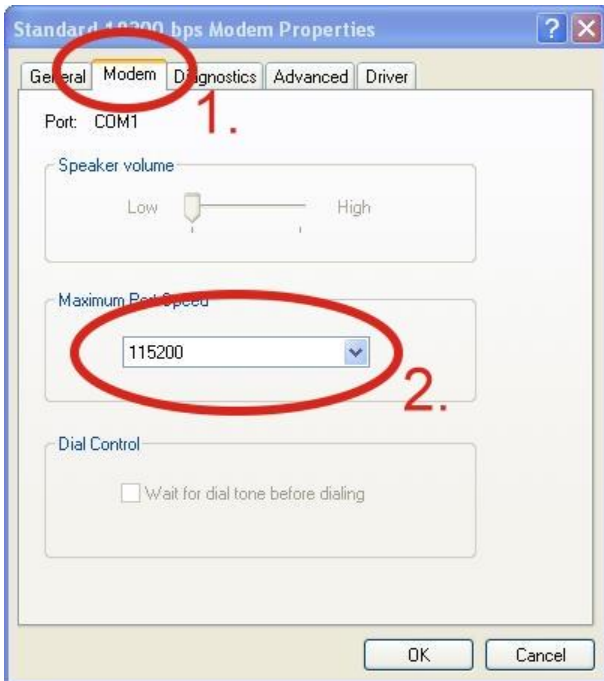 Standard 19200 bps Modem Properties
General Modem Diagnostics Advanced Driver
1.
Port: COM1
Speaker volume
Low High
Maximum Port Speed
115200
2.
Dial Control
Wait for dial tone before dialing
OK Cancel